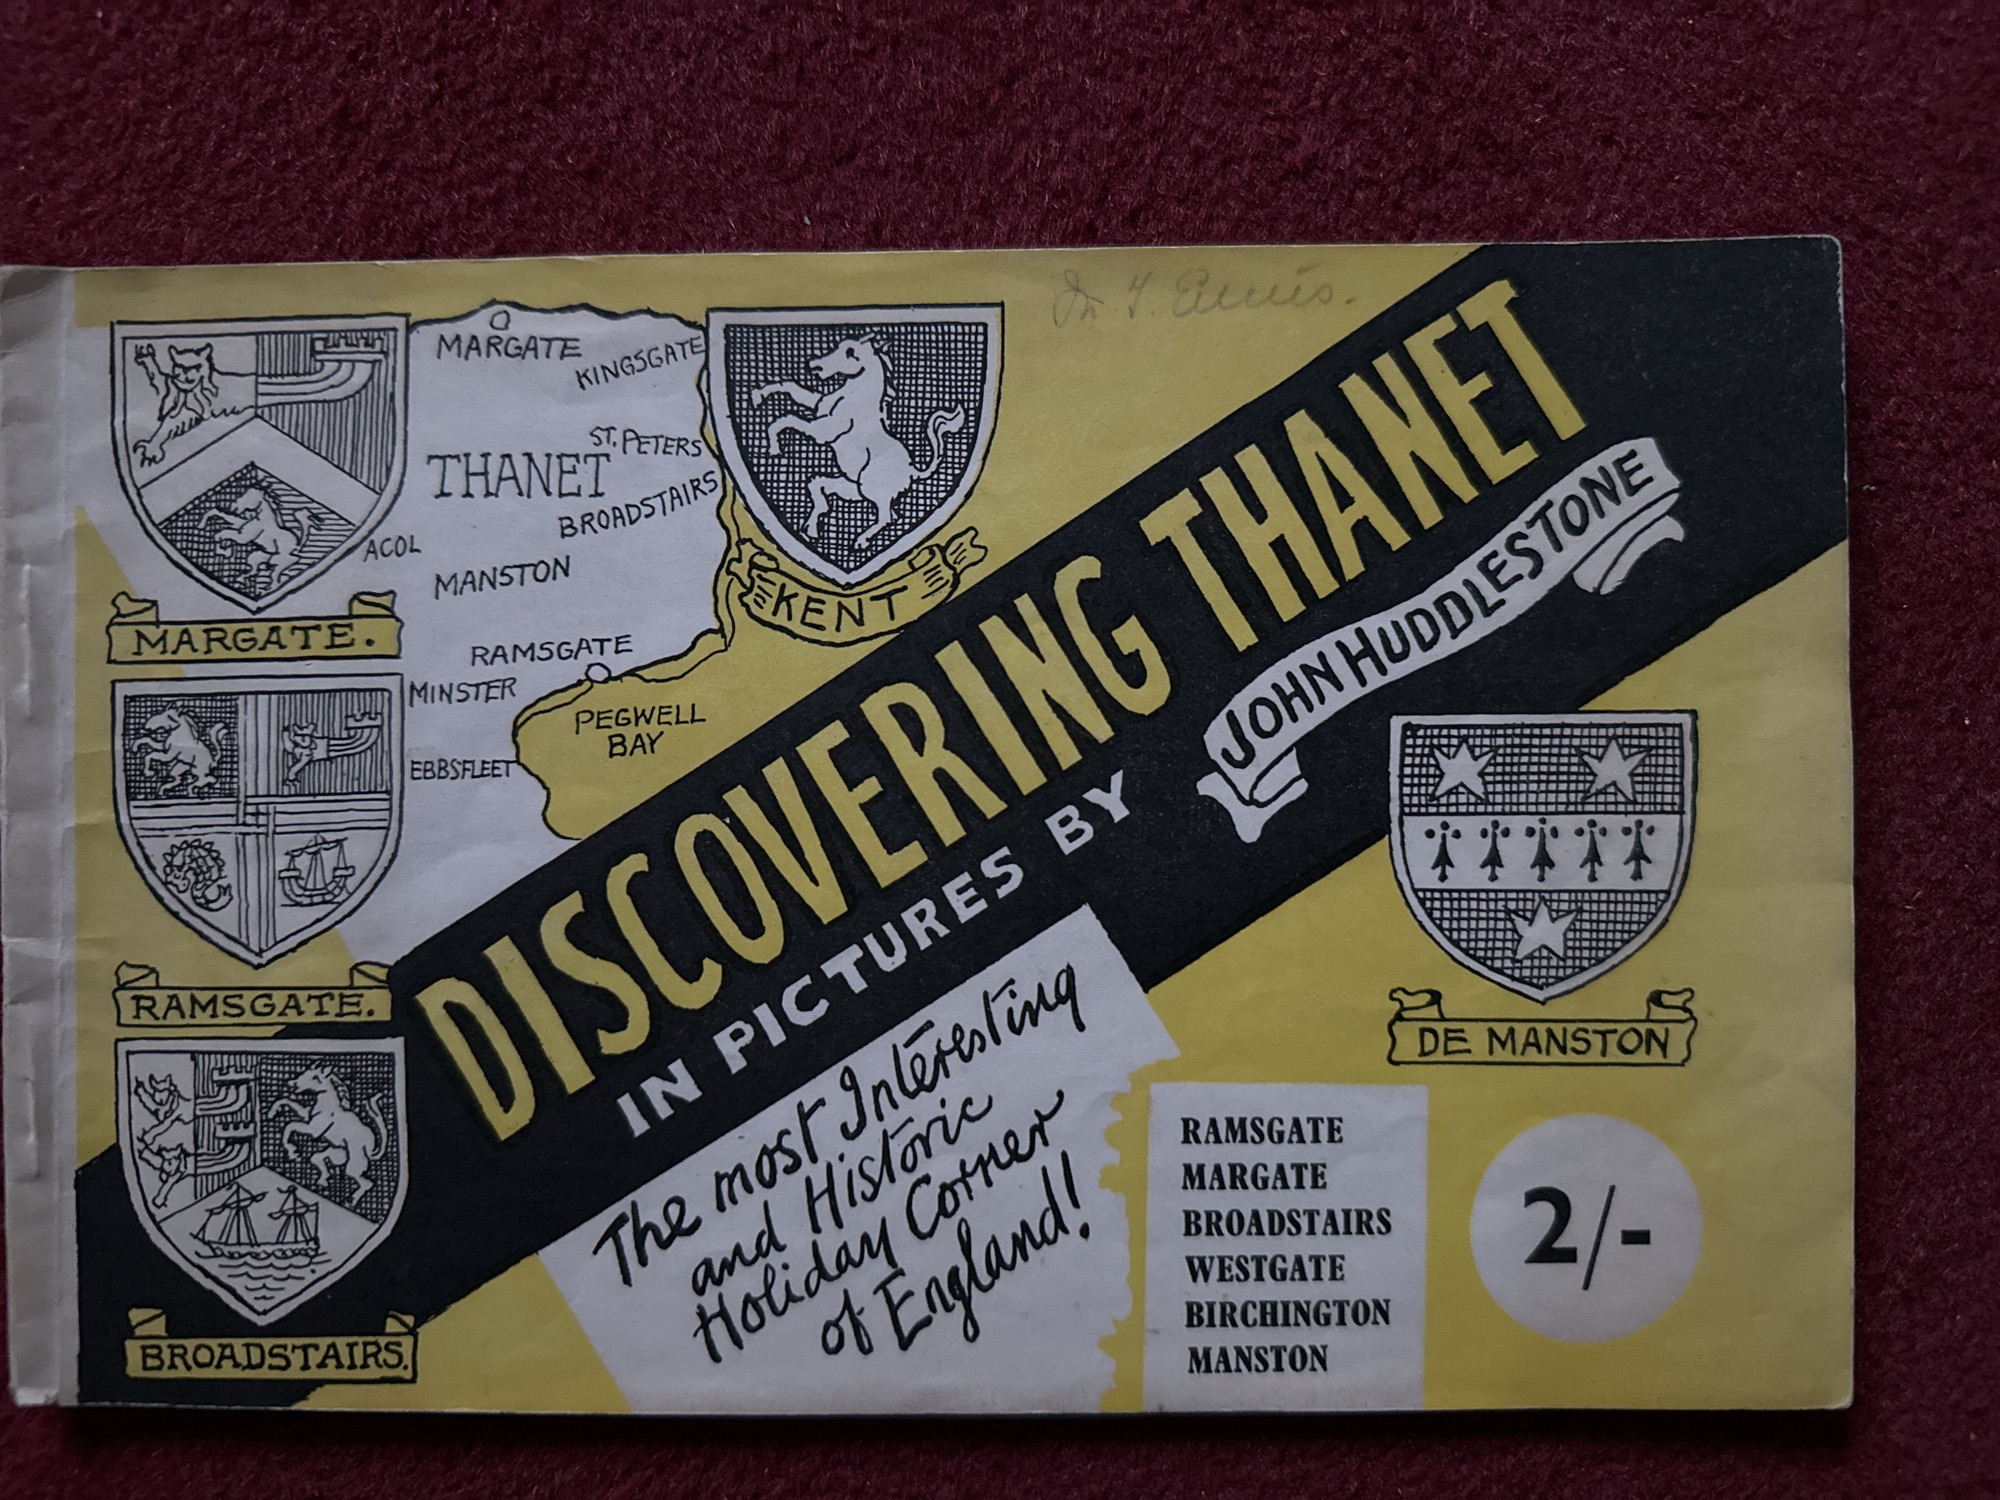 MARGATE
KINGSGATE
ST. PETERS
THANET
BROADSTAIRS
ACOL
MANSTON
RAMSGATE
MINSTER
PEGWELL
BAY
EBBSFLEET
MARGATE.
RAMSGATE.
BROADSTAIRS.
KENT
DISCOVERING THANET
IN PICTURES BY
JOHN HUDDLESTONE
The most Interesting
and Historic
Holiday Corner
of England!
DE MANSTON
RAMSGATE
MARGATE
BROADSTAIRS
WESTGATE
BIRCHINGTON
MANSTON
2/-